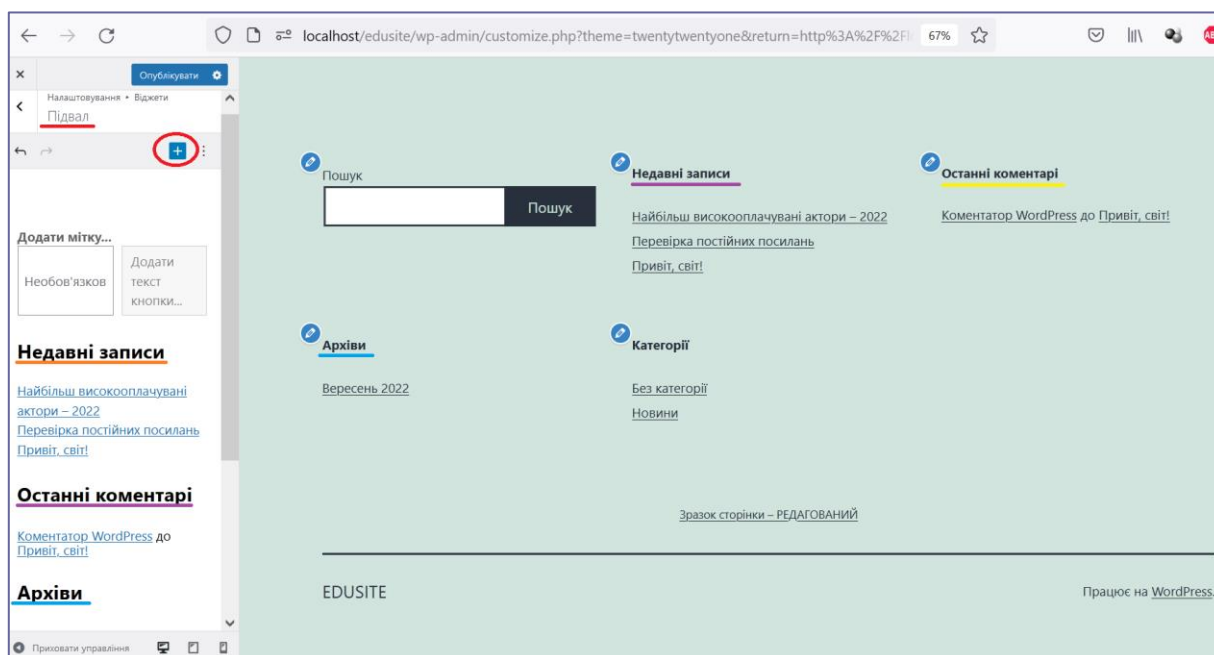 localhost/edusite/wp-admin/customize.php?theme=twentytwentyone&return=http%3A%2F%2F
67%
Опублікувати
Налаштовування • Віджети
Підвал
Додати мітку...
Необов'язков
Додати
текст
кнопки...
Недавні записи
Найбільш високооплачувані
актори – 2022
Перевірка постійних посилань
Привіт, світ!
Останні коментарі
Коментатор WordPress до
Привіт, світ!
Архіви
Приховати управління
Пошук
Пошук
Недавні записи
Найбільш високооплачувані актори – 2022
Перевірка постійних посилань
Привіт, світ!
Останні коментарі
Коментатор WordPress до Привіт, світ!
Архіви
Вересень 2022
Категорії
Без категорії
Новини
Зразок сторінки – РЕДАГОВАНИЙ
EDUSITE
Працює на WordPress.